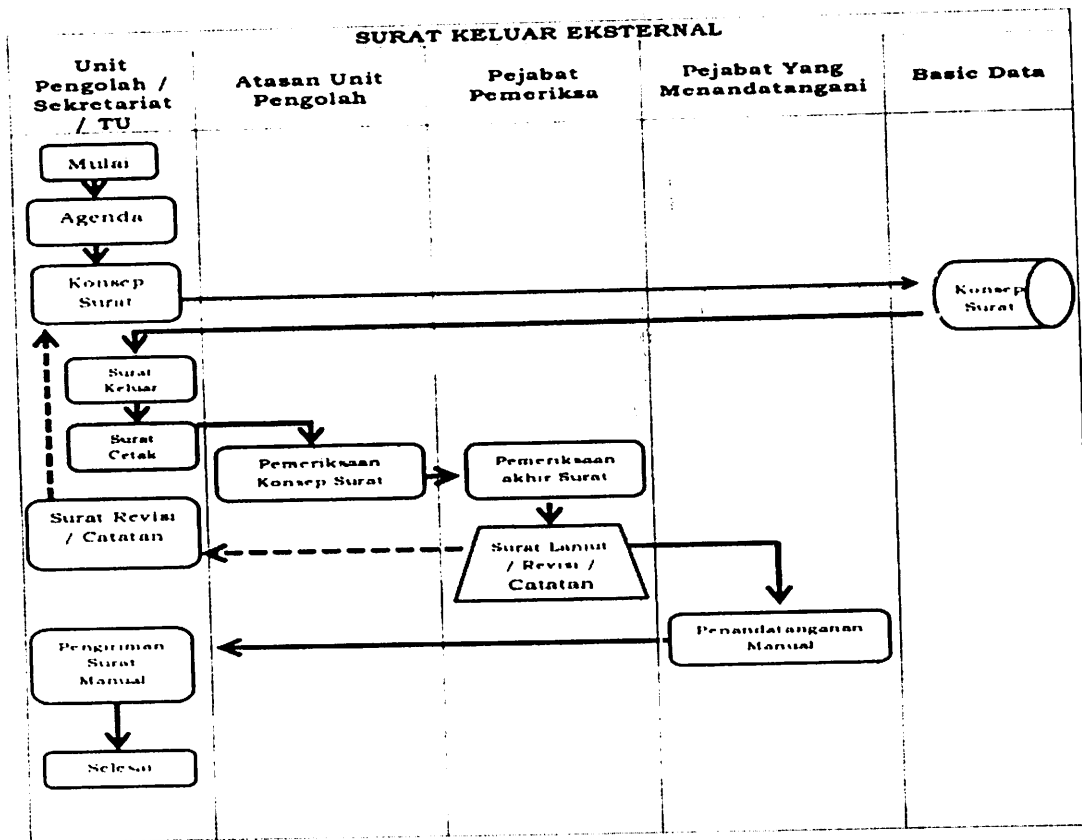 SURAT KELUAR EKSTERNAL
Unit
Pengolah /
Sekretariat
/ TU
Atasan Unit
Pengolah
Pejabat
Pemeriksa
Pejabat Yang
Menandatangani
Basic Data
Mulai
Agenda
Konsep
Surat
Konsep
Surat
Surat
Keluar
Surat
Cetak
Pemeriksaan
Konsep Surat
Pemeriksaan
akhir Surat
Surat Revisi
/ Catatan
Surat Lanjut
/ Revisi /
Catatan
Penandatanganan
Manual
Pengiriman
Surat
Manual
Selesai